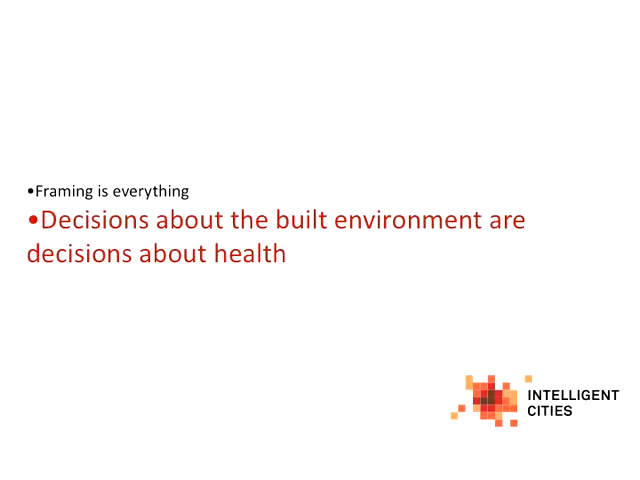 •Framing is everything
•Decisions about the built environment are
decisions about health
INTELLIGENT
CITIES